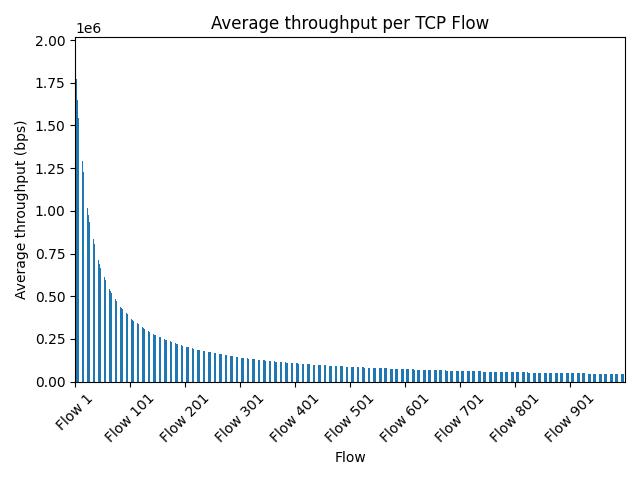 Average throughput per TCP Flow
1e6
2.00
1.75
1.50
1.25
1.00
0.75
0.50
0.25
0.00
Average throughput (bps)
Flow 1
Flow 101
Flow 201
Flow 301
Flow 401
Flow 501
Flow 601
Flow 701
Flow 801
Flow 901
Flow